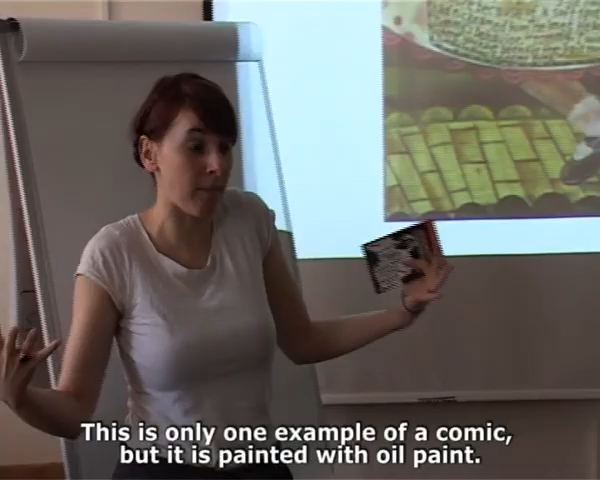 This is only one example of a comic,
but it is painted with oil paint.